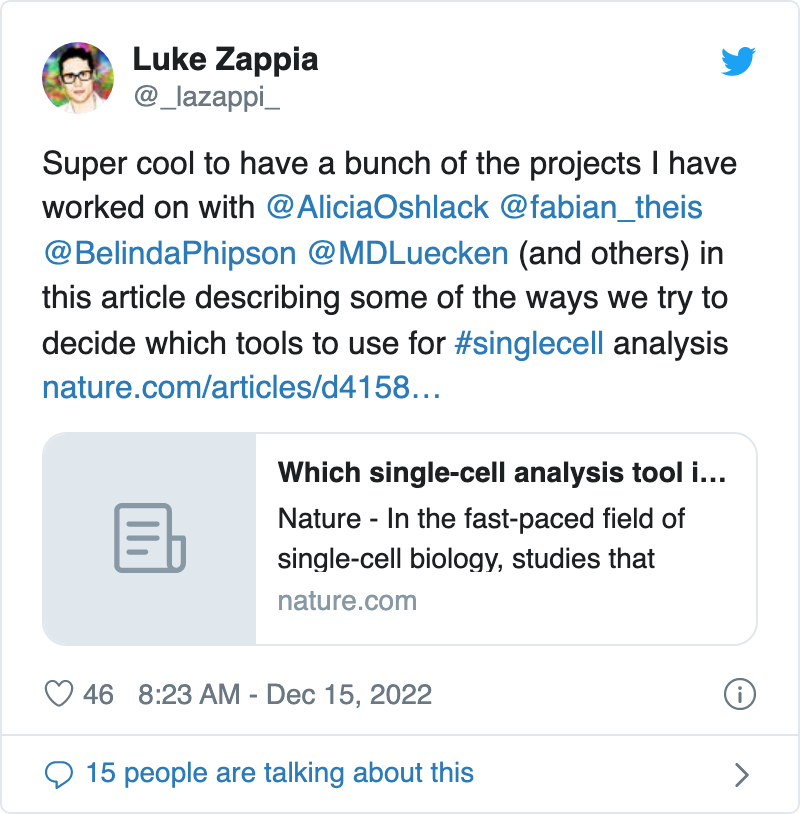 Luke Zappia
@_lazappi_
Super cool to have a bunch of the projects I have
worked on with @AliciaOshlack @fabian_theis
@BelindaPhipson @MDLuecken (and others) in
this article describing some of the ways we try to
decide which tools to use for #singlecell analysis
nature.com/articles/d4158…
Which single-cell analysis tool i…
Nature - In the fast-paced field of
single-cell biology, studies that
nature.com
46 8:23 AM - Dec 15, 2022
15 people are talking about this